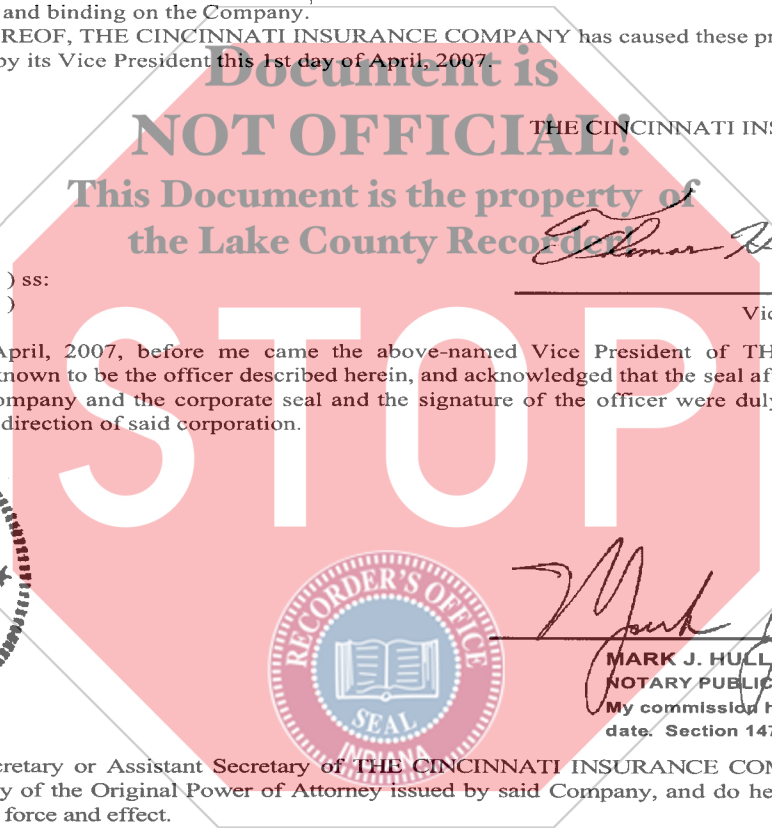 and binding on the Company.
REOF, THE CINCINNATI INSURANCE COMPANY has caused these pr
by its Vice President this 1st day of April, 2007.
Document is
NOT OFFICIAL!
THE CINCINNATI INS
This Document is the property of
the Lake County Recorder!
) ss:
)
Vic
April, 2007, before me came the above-named Vice President of TH
known to be the officer described herein, and acknowledged that the seal af
ompany and the corporate seal and the signature of the officer were duly
direction of said corporation.
STOP
RECORDER'S OFFICE
SEAL
INDIANA
Mark
MARK J. HULL
NOTARY PUBLIC
My commission h
date. Section 147
cretary or Assistant Secretary of THE CINCINNATI INSURANCE COM
y of the Original Power of Attorney issued by said Company, and do he
force and effect.